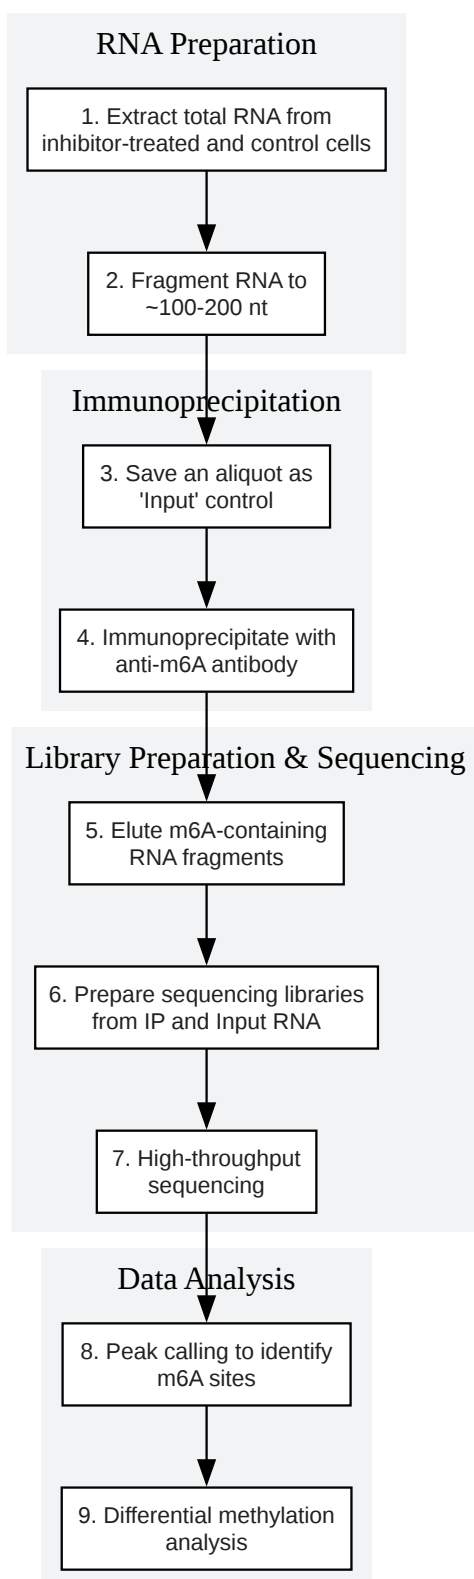 RNA Preparation
1. Extract total RNA from
inhibitor-treated and control cells
2. Fragment RNA to
~100-200 nt
Immunoprecipitation
3. Save an aliquot as
'Input' control
4. Immunoprecipitate with
anti-m6A antibody
Library Preparation & Sequencing
5. Elute m6A-containing
RNA fragments
6. Prepare sequencing libraries
from IP and Input RNA
7. High-throughput
sequencing
Data Analysis
8. Peak calling to identify
m6A sites
9. Differential methylation
analysis